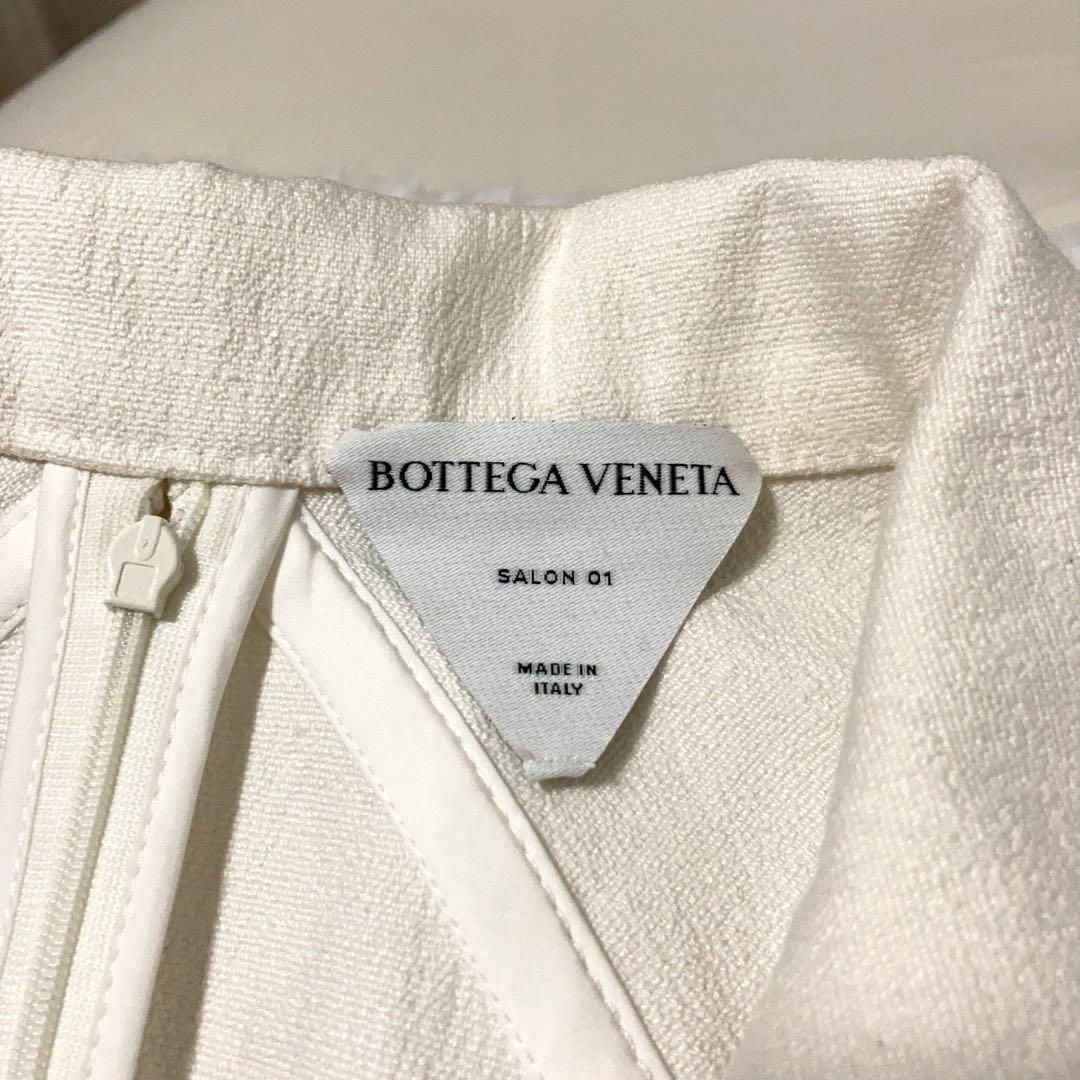 BOTTEGA VENETA
SALON 01
MADE IN
ITALY